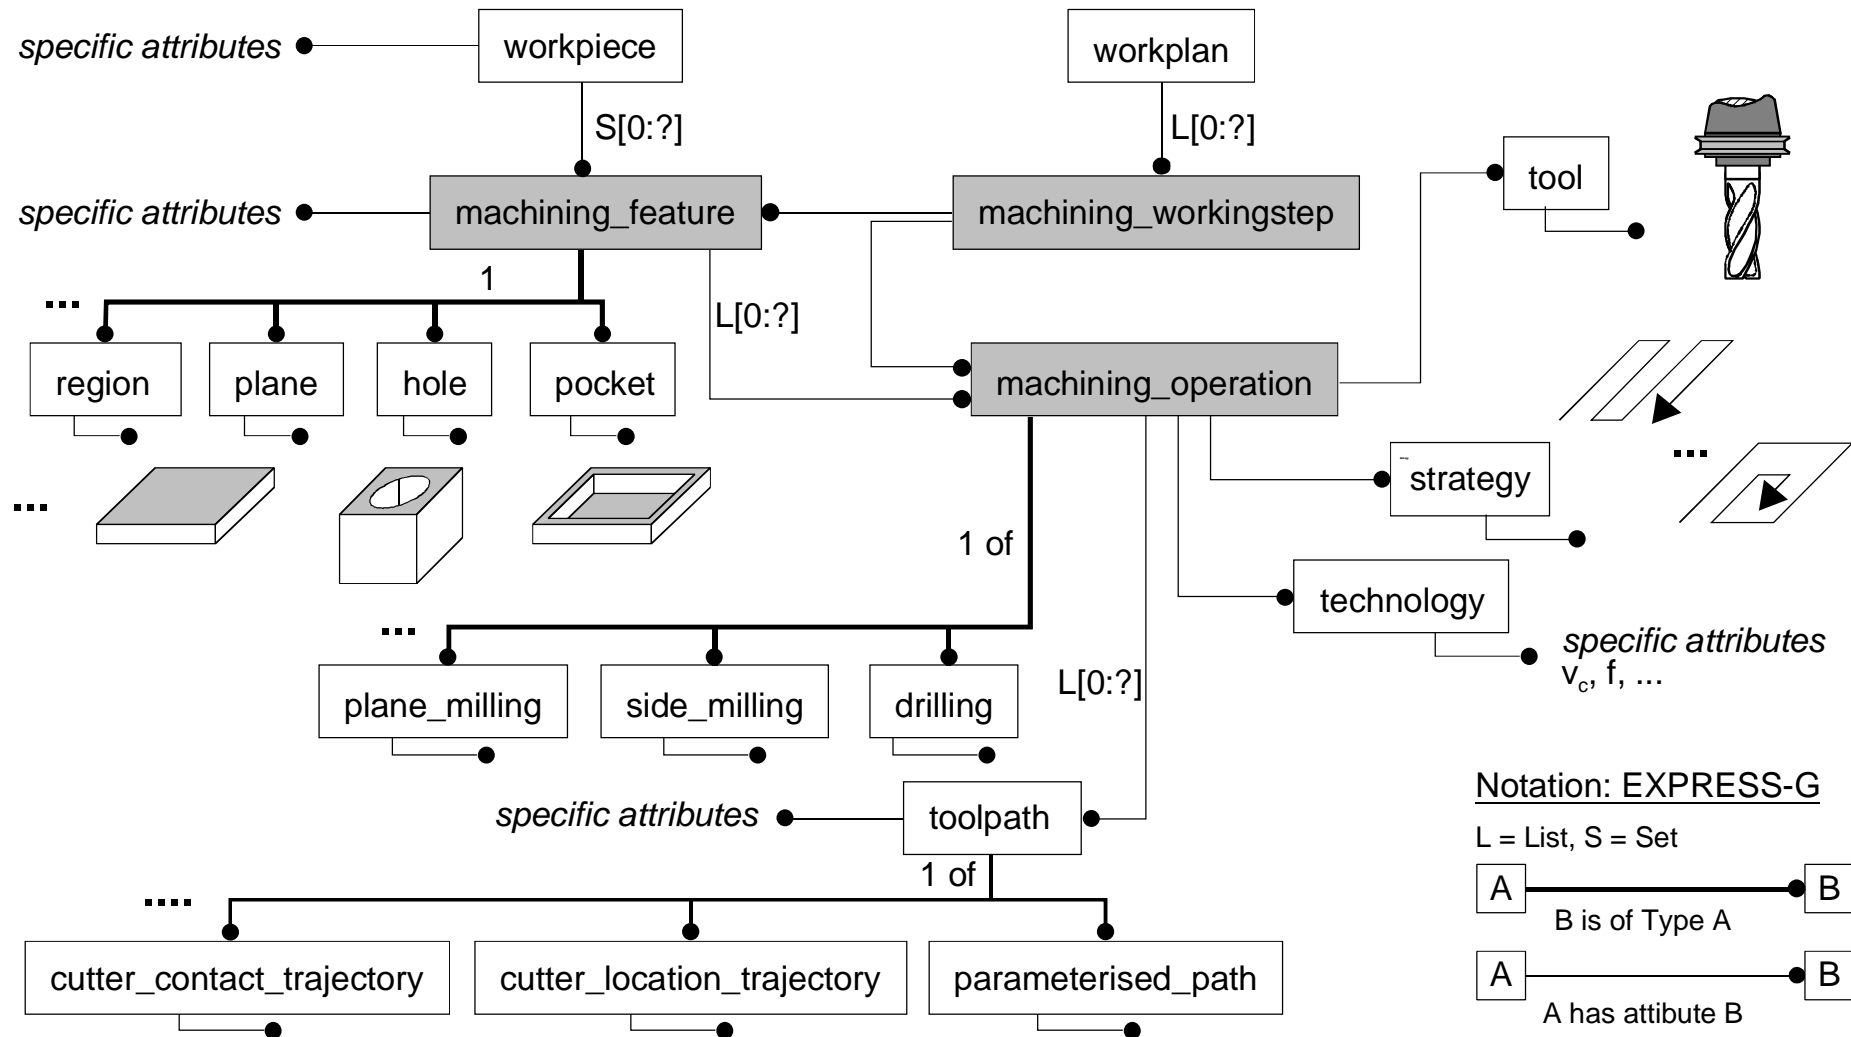 specific attributes
workpiece
workplan
S[0:?]
L[0:?]
tool
specific attributes
machining_feature
machining_workingstep
1
...
L[0:?]
region
plane
hole
pocket
machining_operation
...
strategy
...
1 of
technology
...
specific attributes
v_c, f, ...
L[0:?]
plane_milling
side_milling
drilling
Notation: EXPRESS-G
specific attributes
toolpath
L = List, S = Set
1 of
A
B
....
B is of Type A
cutter_contact_trajectory
cutter_location_trajectory
parameterised_path
A
B
A has attibute B